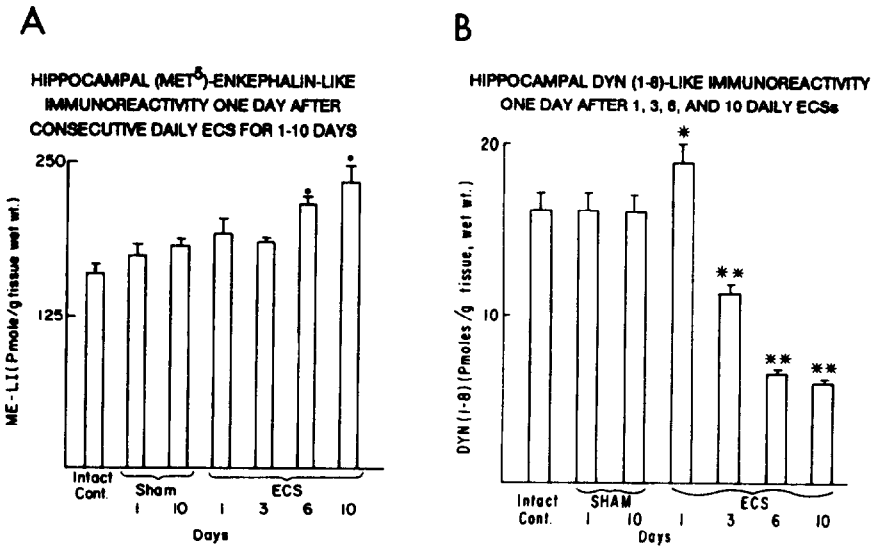 A
HIPPOCAMPAL (MET5)-ENKEPHALIN-LIKE
IMMUNOREACTIVITY ONE DAY AFTER
CONSECUTIVE DAILY ECS FOR 1-10 DAYS
250
125
ME-LI (Pmole/g tissue wet wt.)
Intact
Cont.
Sham
ECS
1
10
1
3
6
10
Days
B
HIPPOCAMPAL DYN (1-8)-LIKE IMMUNOREACTIVITY
ONE DAY AFTER 1, 3, 6, AND 10 DAILY ECSs
20
10
DYN (1-8) (Pmoles/g tissue, wet wt.)
*
**
**
**
Intact
Cont.
SHAM
ECS
1
10
1
3
6
10
Days